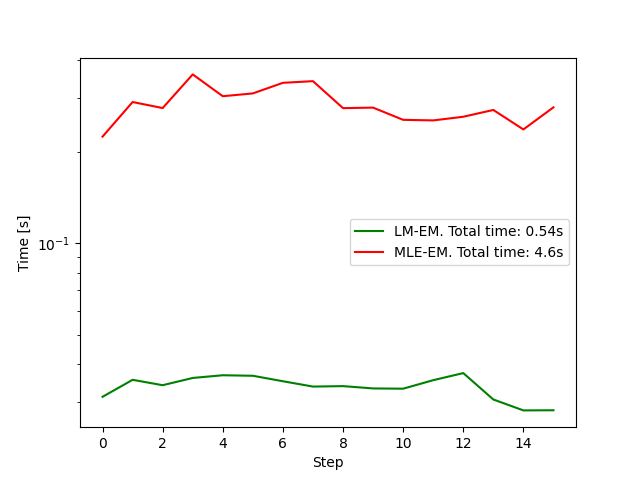 Time [s]
10⁻¹
LM-EM. Total time: 0.54s
MLE-EM. Total time: 4.6s
0 2 4 6 8 10 12 14
Step